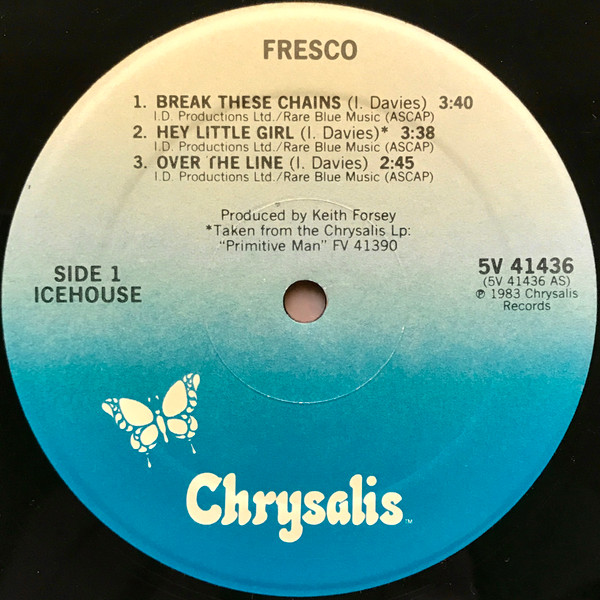 FRESCO
1. BREAK THESE CHAINS (I. Davies) 3:40
I.D. Productions Ltd./Rare Blue Music (ASCAP)
2. HEY LITTLE GIRL (I. Davies)* 3:38
I.D. Productions Ltd./Rare Blue Music (ASCAP)
3. OVER THE LINE (I. Davies) 2:45
I.D. Productions Ltd./Rare Blue Music (ASCAP)
Produced by Keith Forsey
*Taken from the Chrysalis Lp:
"Primitive Man" FV 41390
SIDE 1
ICEHOUSE
5V 41436
(5V 41436 AS)
℗ 1983 Chrysalis
Records
Chrysalis™